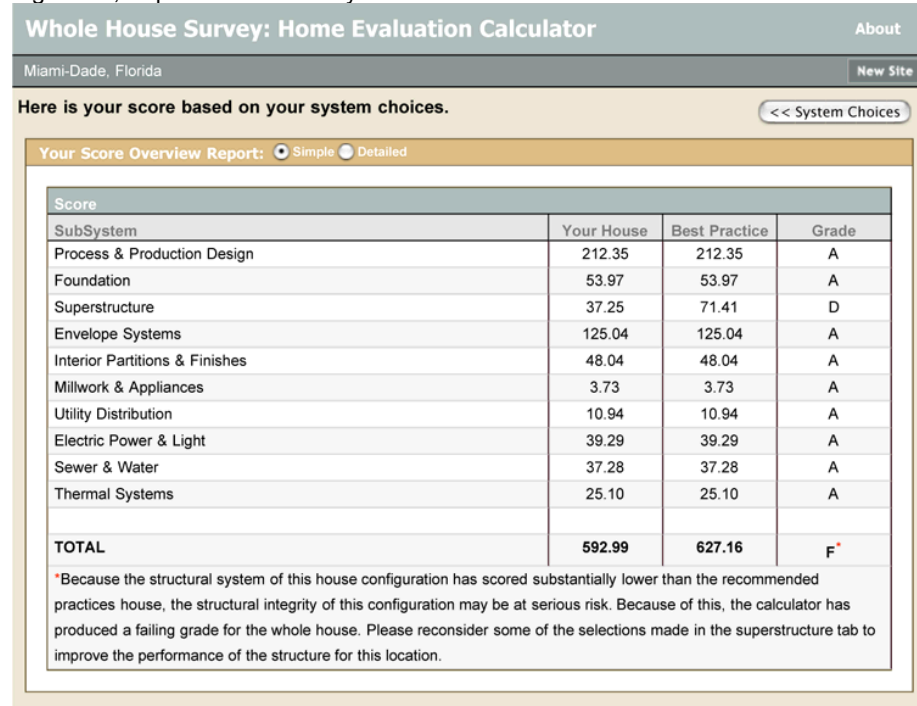 Whole House Survey: Home Evaluation Calculator About
Miami-Dade, Florida New Site
Here is your score based on your system choices. << System Choices
Your Score Overview Report: Simple Detailed
Score
SubSystem Your House Best Practice Grade
Process & Production Design 212.35 212.35 A
Foundation 53.97 53.97 A
Superstructure 37.25 71.41 D
Envelope Systems 125.04 125.04 A
Interior Partitions & Finishes 48.04 48.04 A
Millwork & Appliances 3.73 3.73 A
Utility Distribution 10.94 10.94 A
Electric Power & Light 39.29 39.29 A
Sewer & Water 37.28 37.28 A
Thermal Systems 25.10 25.10 A
TOTAL 592.99 627.16 F*
*Because the structural system of this house configuration has scored substantially lower than the recommended
practices house, the structural integrity of this configuration may be at serious risk. Because of this, the calculator has
produced a failing grade for the whole house. Please reconsider some of the selections made in the superstructure tab to
improve the performance of the structure for this location.